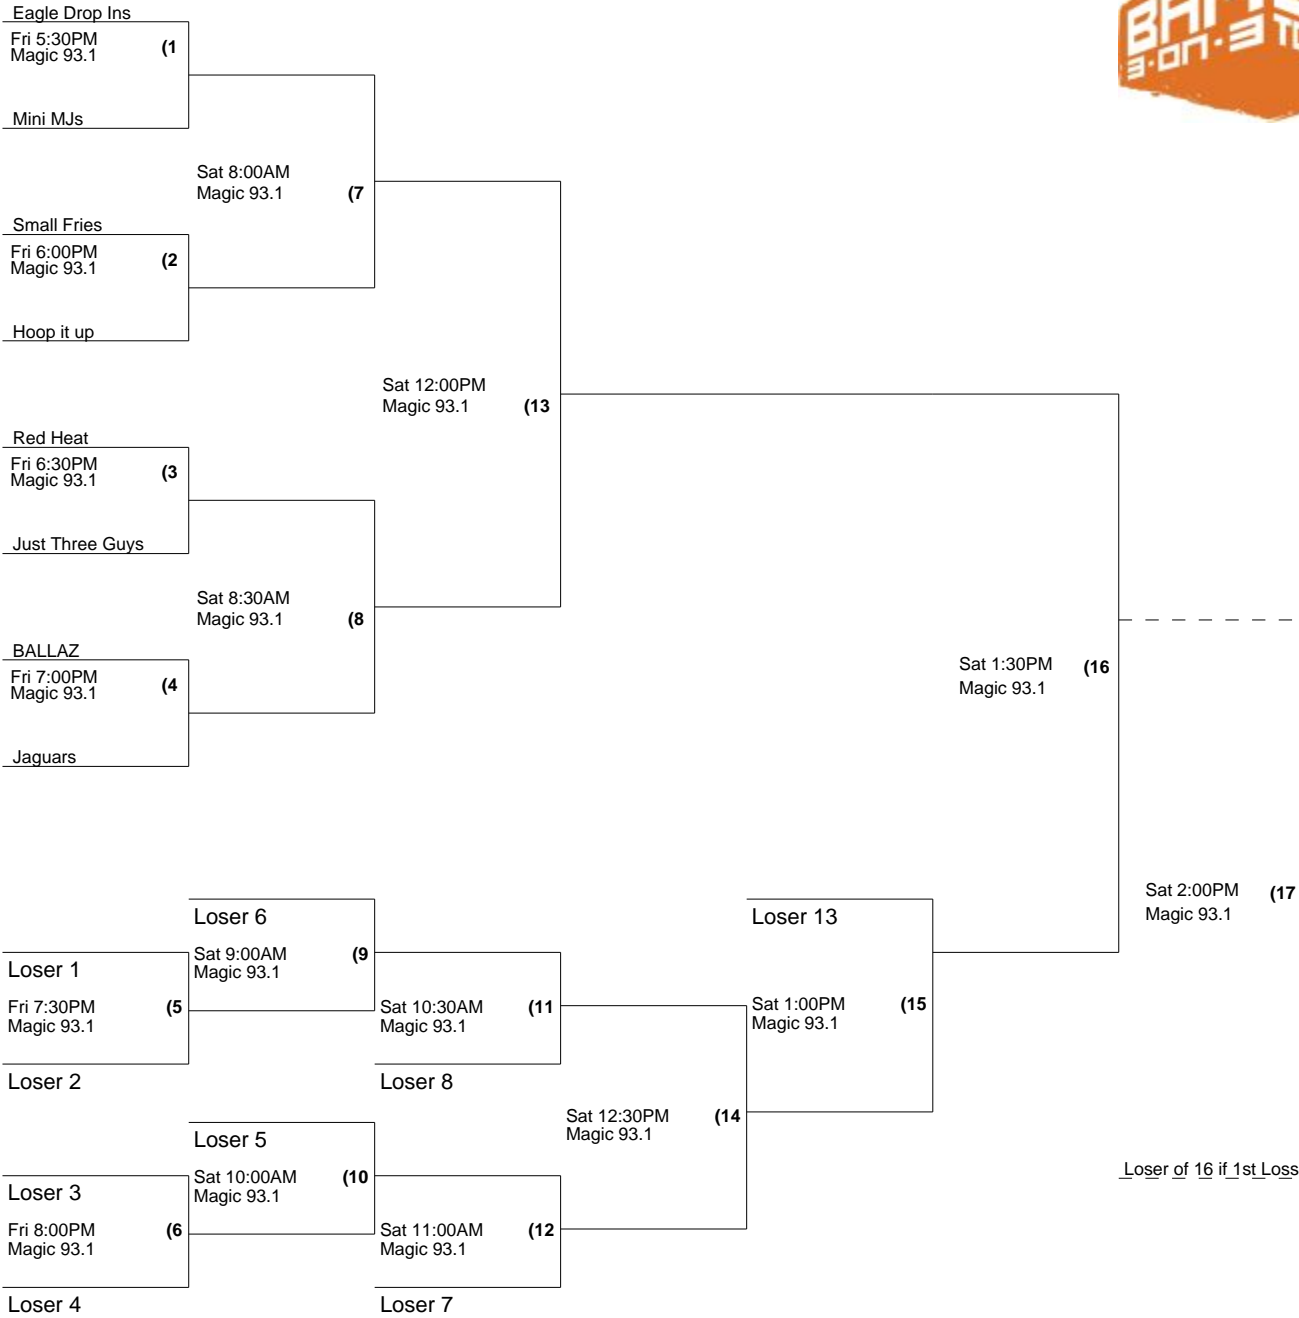 Eagle Drop Ins
Fri 5:30PM
Magic 93.1
(1
Mini MJs
Sat 8:00AM
Magic 93.1
(7
Small Fries
Fri 6:00PM
Magic 93.1
(2
Hoop it up
Sat 12:00PM
Magic 93.1
(13
Red Heat
Fri 6:30PM
Magic 93.1
(3
Just Three Guys
Sat 8:30AM
Magic 93.1
(8
BALLAZ
Fri 7:00PM
Magic 93.1
(4
Jaguars
Sat 1:30PM
Magic 93.1
(16
Sat 2:00PM
Magic 93.1
(17
Loser 6
Sat 9:00AM
Magic 93.1
(9
Loser 13
Loser 1
Fri 7:30PM
Magic 93.1
(5
Loser 2
Sat 10:30AM
Magic 93.1
(11
Loser 8
Sat 1:00PM
Magic 93.1
(15
Sat 12:30PM
Magic 93.1
(14
Loser 5
Sat 10:00AM
Magic 93.1
(10
Loser 3
Fri 8:00PM
Magic 93.1
(6
Loser 4
Sat 11:00AM
Magic 93.1
(12
Loser 7
Loser of 16 if 1st Loss
3-on-3